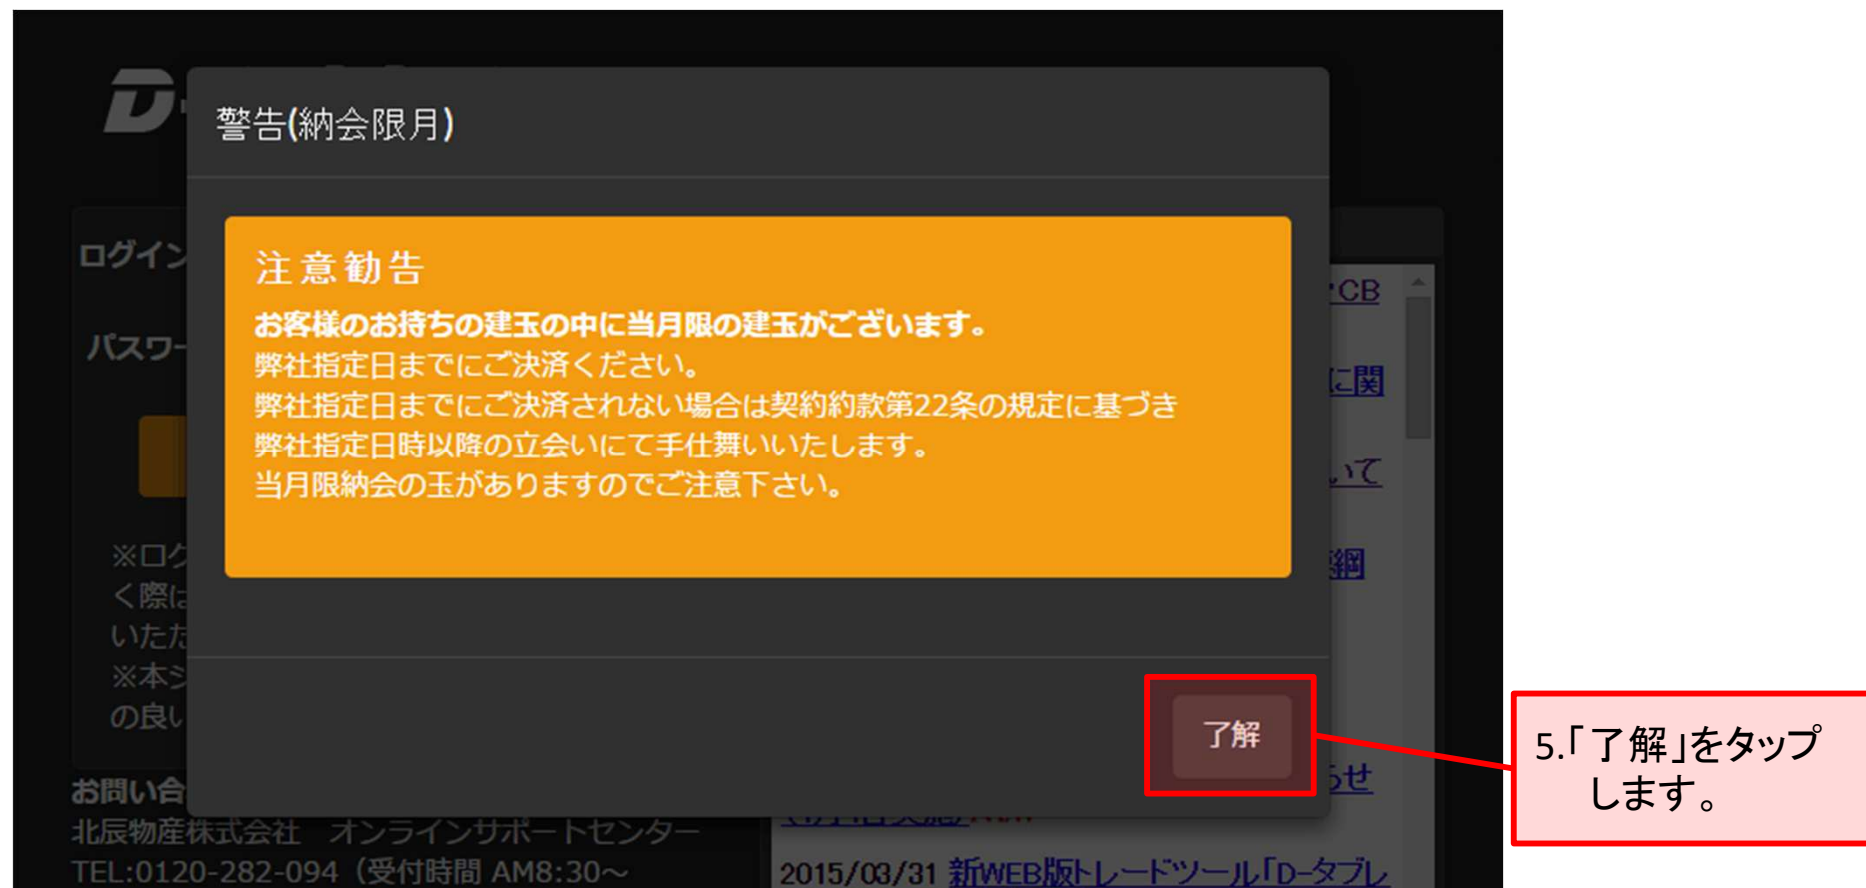 D
警告(納会限月)
注意勧告
お客様のお持ちの建玉の中に当月限の建玉がございます。
弊社指定日までにご決済ください。
弊社指定日までにご決済されない場合は契約約款第22条の規定に基づき
弊社指定日時以降の立会いにて手仕舞いいたします。
当月限納会の玉がありますのでご注意下さい。
了解
5.「了解」をタップ
します。
ログイン
パスワー
※ログ
く際は
いただ
※本シ
の良い
お問い合
北辰物産株式会社 オンラインサポートセンター
TEL:0120-282-094（受付時間 AM8:30～
CB
に関
いて
綱
らせ
2015/03/31 新WEB版トレードツール「D-タブレ